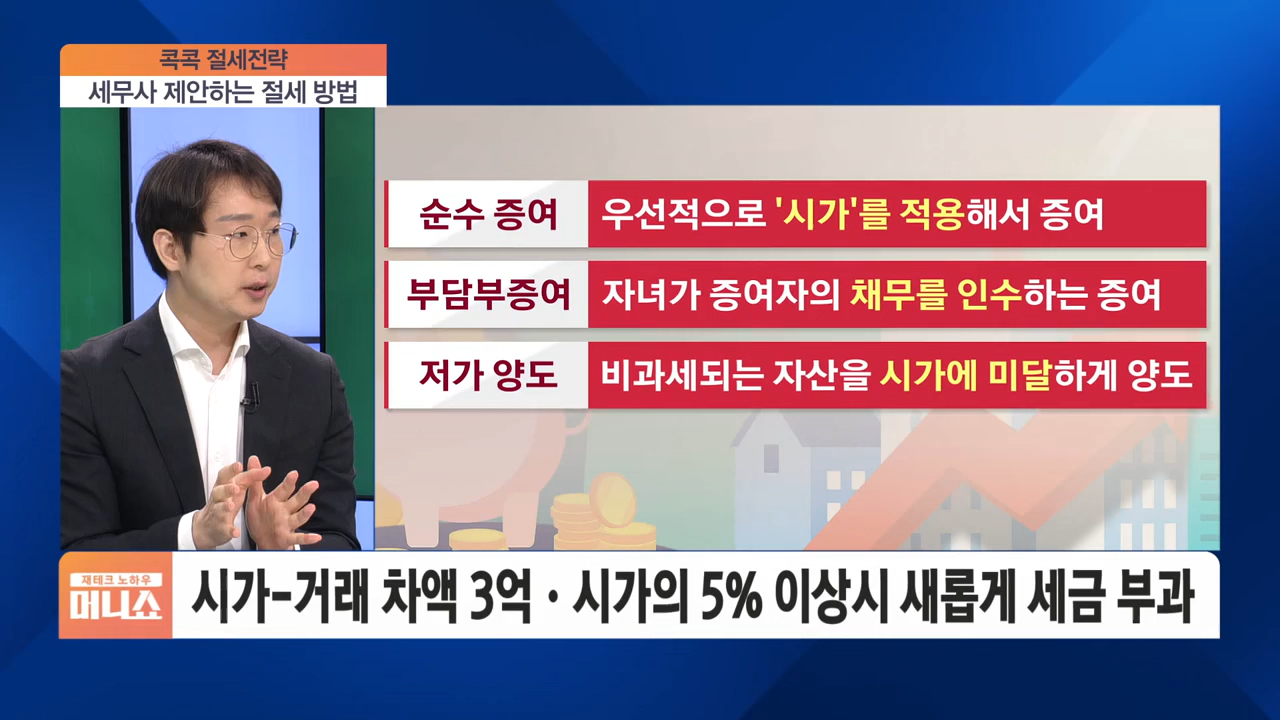 콕콕 절세전략
세무사 제안하는 절세 방법
순수 증여 우선적으로 '시가'를 적용해서 증여
부담부증여 자녀가 증여자의 채무를 인수하는 증여
저가 양도 비과세되는 자산을 시가에 미달하게 양도
재테크 노하우
머니쇼
시가-거래 차액 3억·시가의 5% 이상시 새롭게 세금 부과